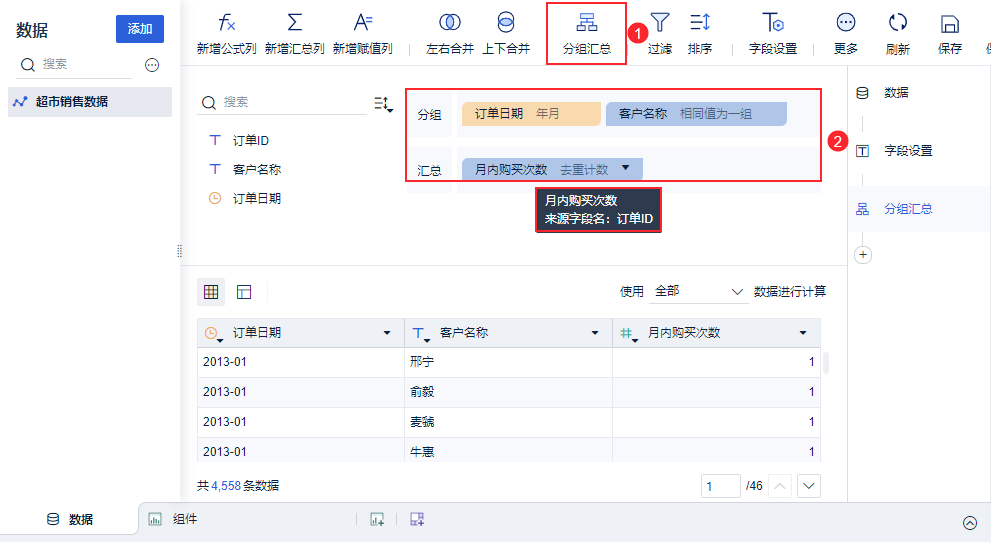 数据
添加
搜索
超市销售数据
新增公式列 新增汇总列 新增赋值列 左右合并 上下合并 分组汇总 过滤 排序 字段设置 更多 刷新 保存
1
搜索
订单ID
客户名称
订单日期
分组 订单日期 年月 客户名称 相同值为一组
汇总 月内购买次数 去重计数
2
月内购买次数
来源字段名：订单ID
数据
字段设置
分组汇总
使用 全部 数据进行计算
订单日期 客户名称 月内购买次数
2013-01 邢宁 1
2013-01 俞毅 1
2013-01 麦虢 1
2013-01 牛惠 1
共 4,558 条数据 1 /46
数据 组件